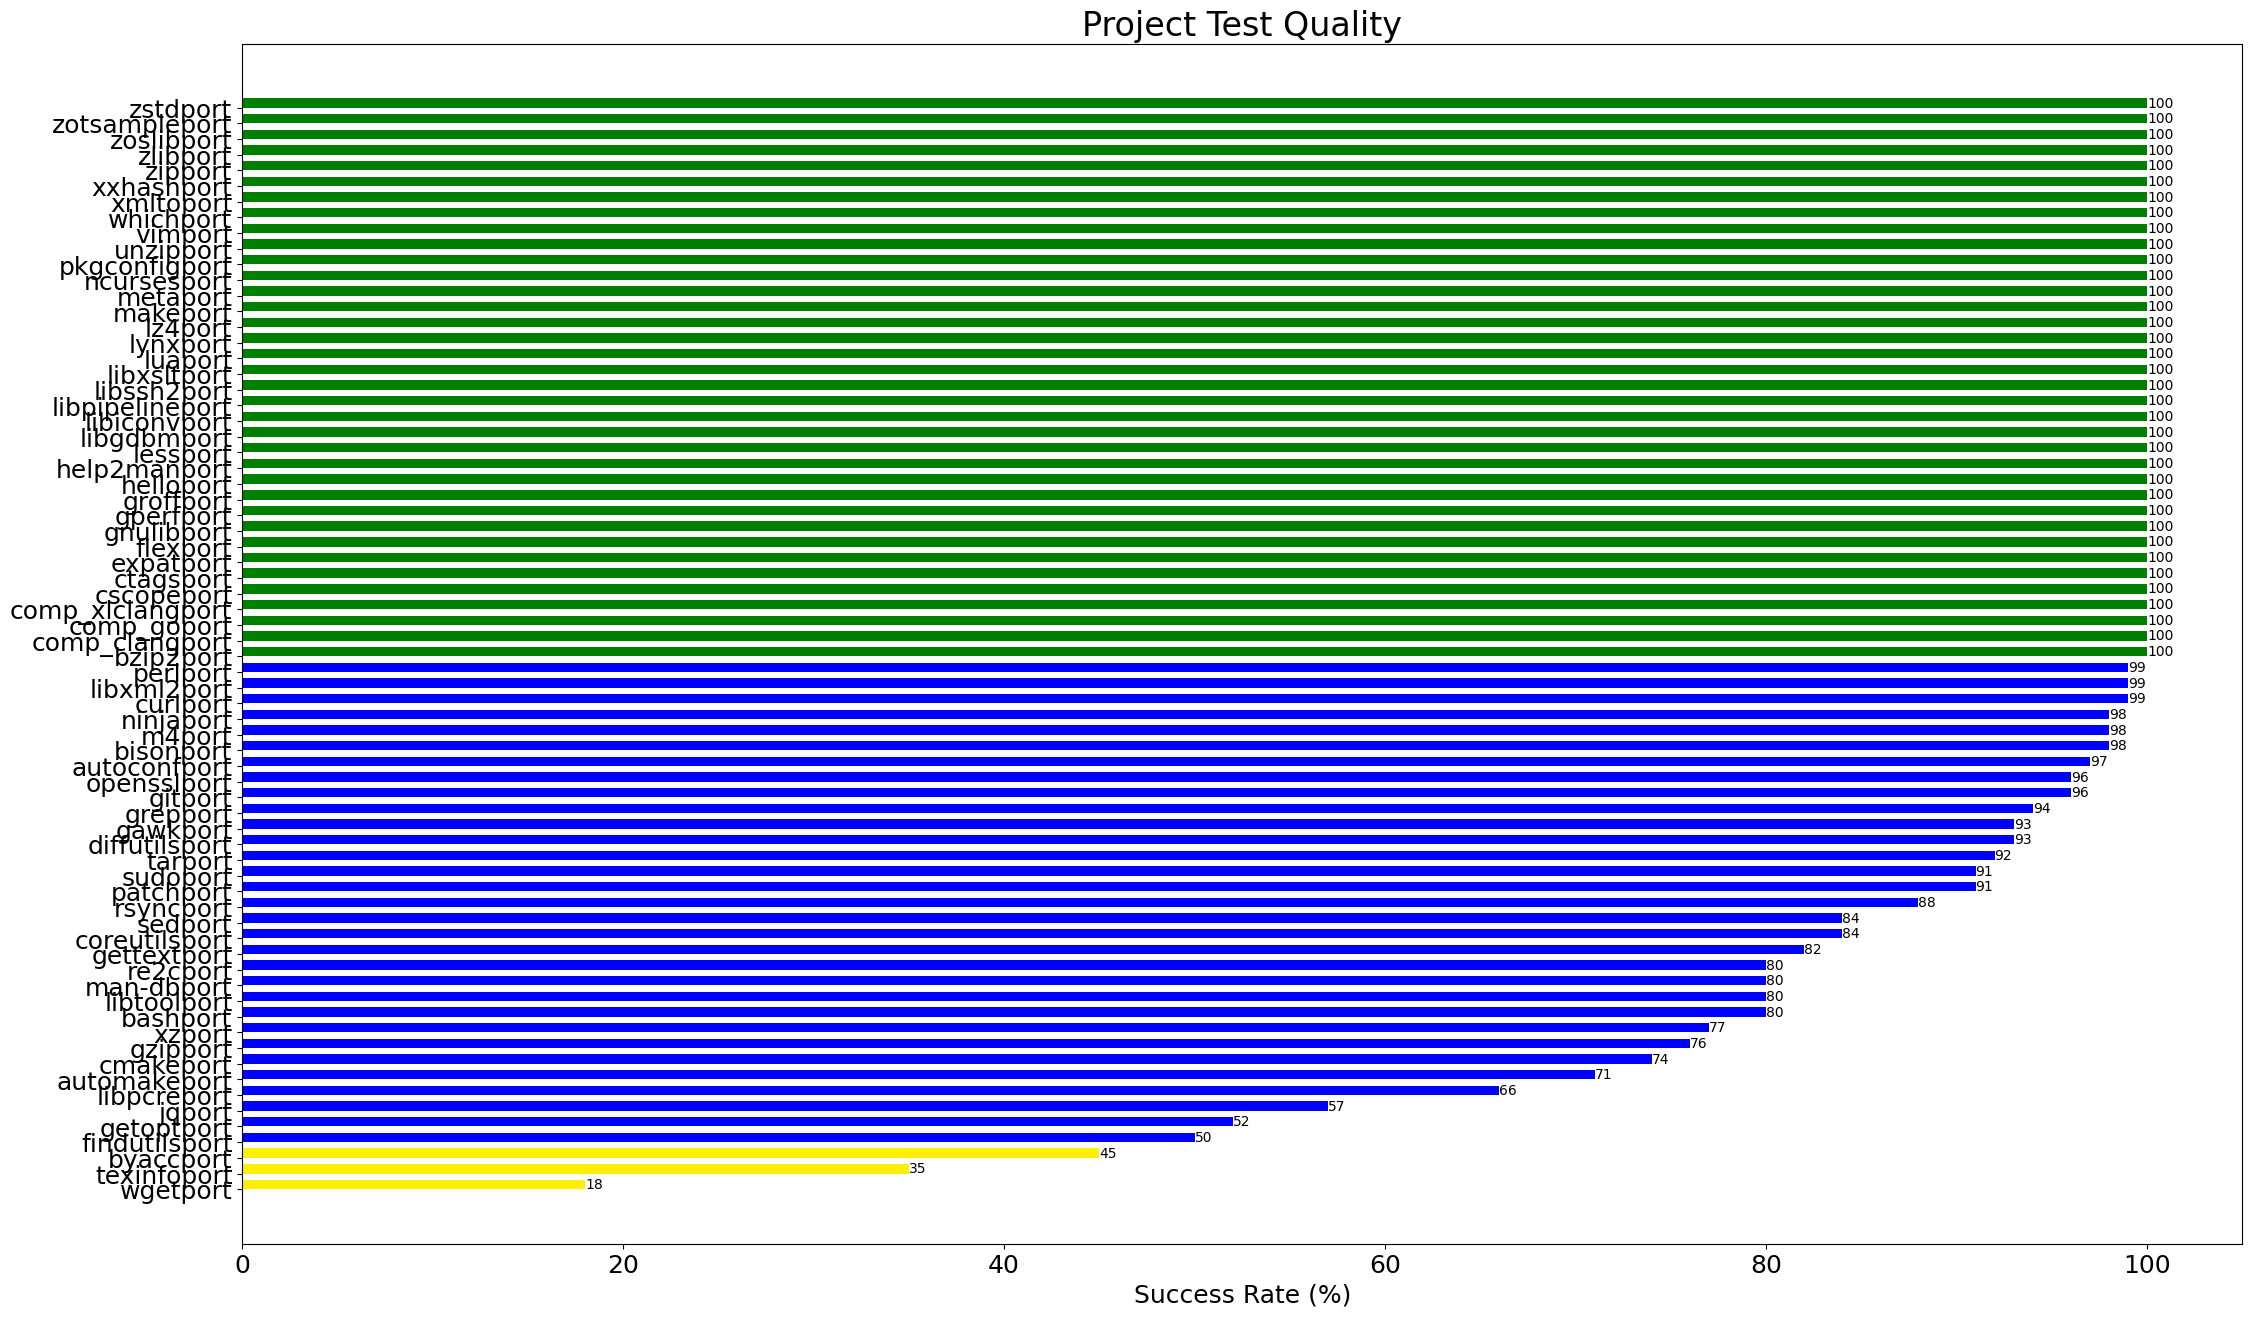 Project Test Quality
zstdport 100
zotsampleport 100
zoslibport 100
zlibport 100
zipport 100
xxhashport 100
xmltoport 100
whichport 100
vimport 100
unzipport 100
pkgconfigport 100
ncursesport 100
metaport 100
makeport 100
lz4port 100
lynxport 100
luaport 100
libxsltport 100
libssh2port 100
libpipelineport 100
libiconvport 100
libgdbmport 100
lessport 100
help2manport 100
helloport 100
groffport 100
gperfport 100
gnulibport 100
flexport 100
expatport 100
ctagsport 100
cscopeport 100
comp_xlclangport 100
comp_goport 100
comp_clangport 100
bzip2port 100
perlport 99
libxml2port 99
curlport 99
ninjaport 98
m4port 98
bisonport 98
autoconfport 97
opensslport 96
gitport 96
grepport 94
gawkport 93
diffutilsport 93
tarport 92
sudoport 91
patchport 91
rsyncport 88
sedport 84
coreutilsport 84
gettextport 82
re2cport 80
man-dbport 80
libtoolport 80
bashport 80
xzport 77
gzipport 76
cmakeport 74
automakeport 71
libpcreport 66
jqport 57
getoptport 52
findutilsport 50
byaccport 45
texinfoport 35
wgetport 18
0 20 40 60 80 100
Success Rate (%)